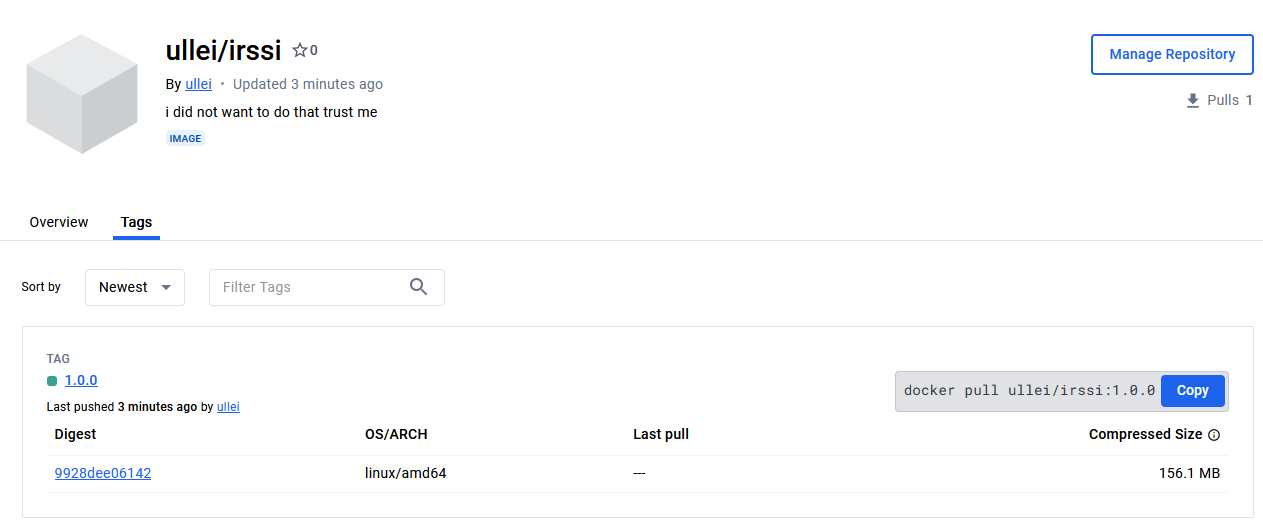 ullei/irssi ☆0
Manage Repository
By ullei • Updated 3 minutes ago
Pulls 1
i did not want to do that trust me
IMAGE
Overview Tags
Sort by Newest Filter Tags
TAG
1.0.0
docker pull ullei/irssi:1.0.0 Copy
Last pushed 3 minutes ago by ullei
Digest OS/ARCH Last pull Compressed Size
9928dee06142 linux/amd64 --- 156.1 MB